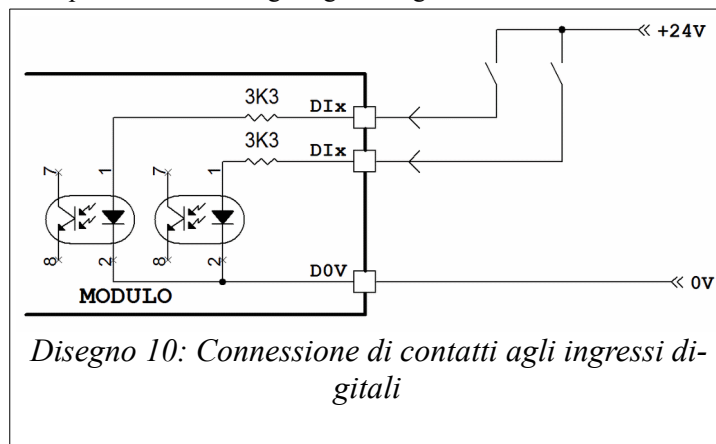 +24V
3K3
DIx
3K3
DIx
7
1
7
1
8
2
8
2
D0V
0V
MODULO
Disegno 10: Connessione di contatti agli ingressi di-
gitali